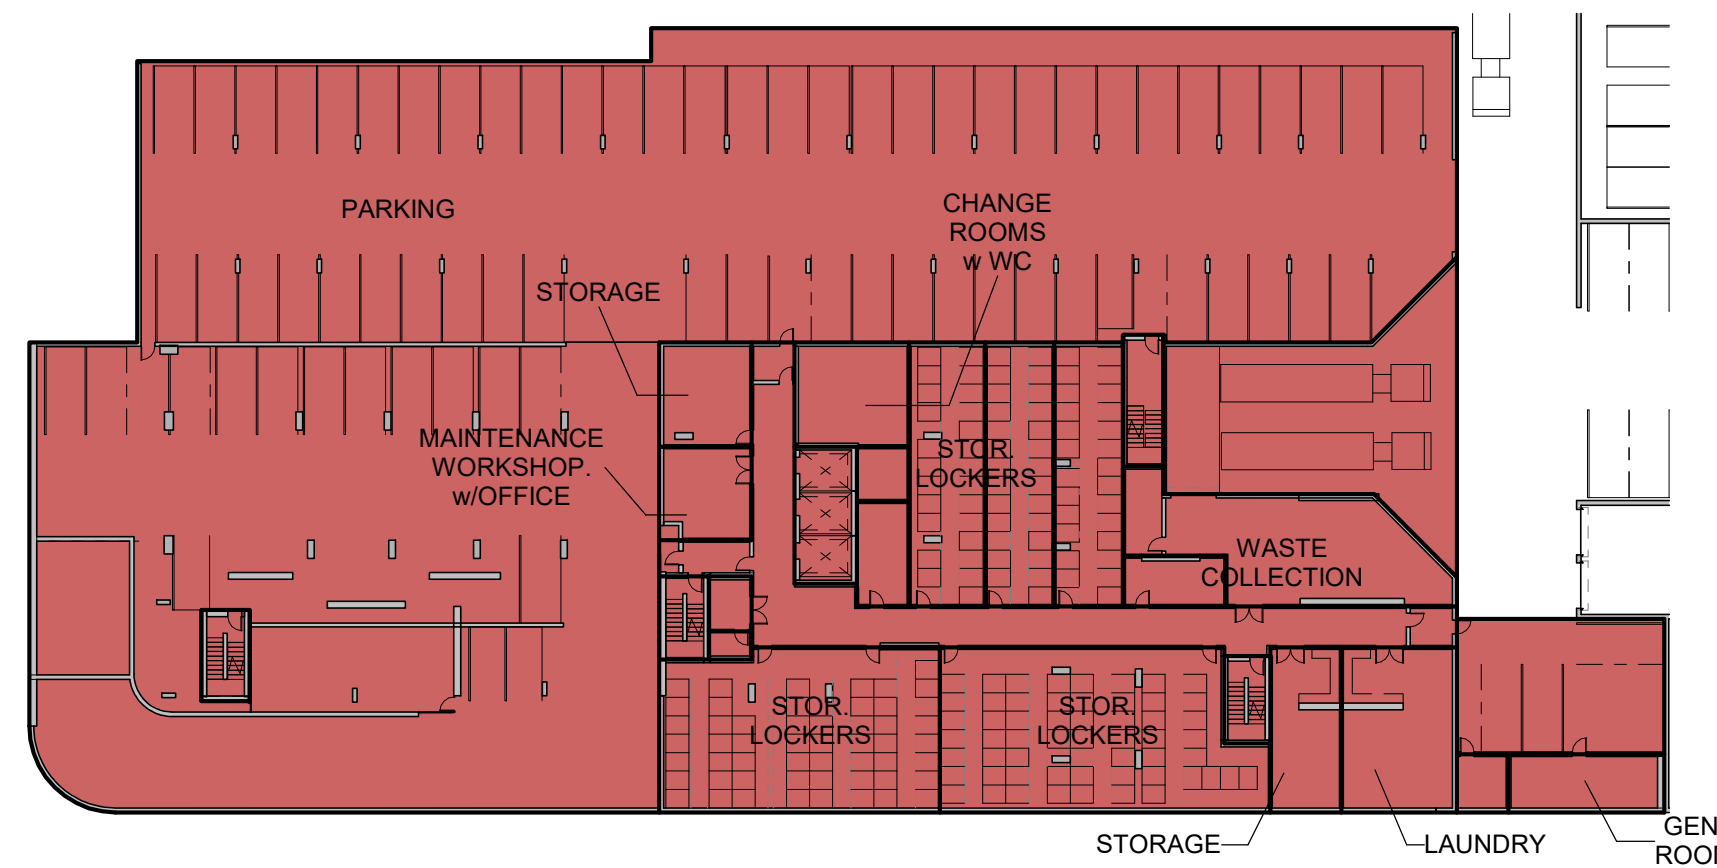 PARKING
CHANGE
ROOMS
w WC
STORAGE
MAINTENANCE
WORKSHOP.
w/OFFICE
STOR.
LOCKERS
WASTE
COLLECTION
STOR.
LOCKERS
STOR.
LOCKERS
STORAGE
LAUNDRY
GEN